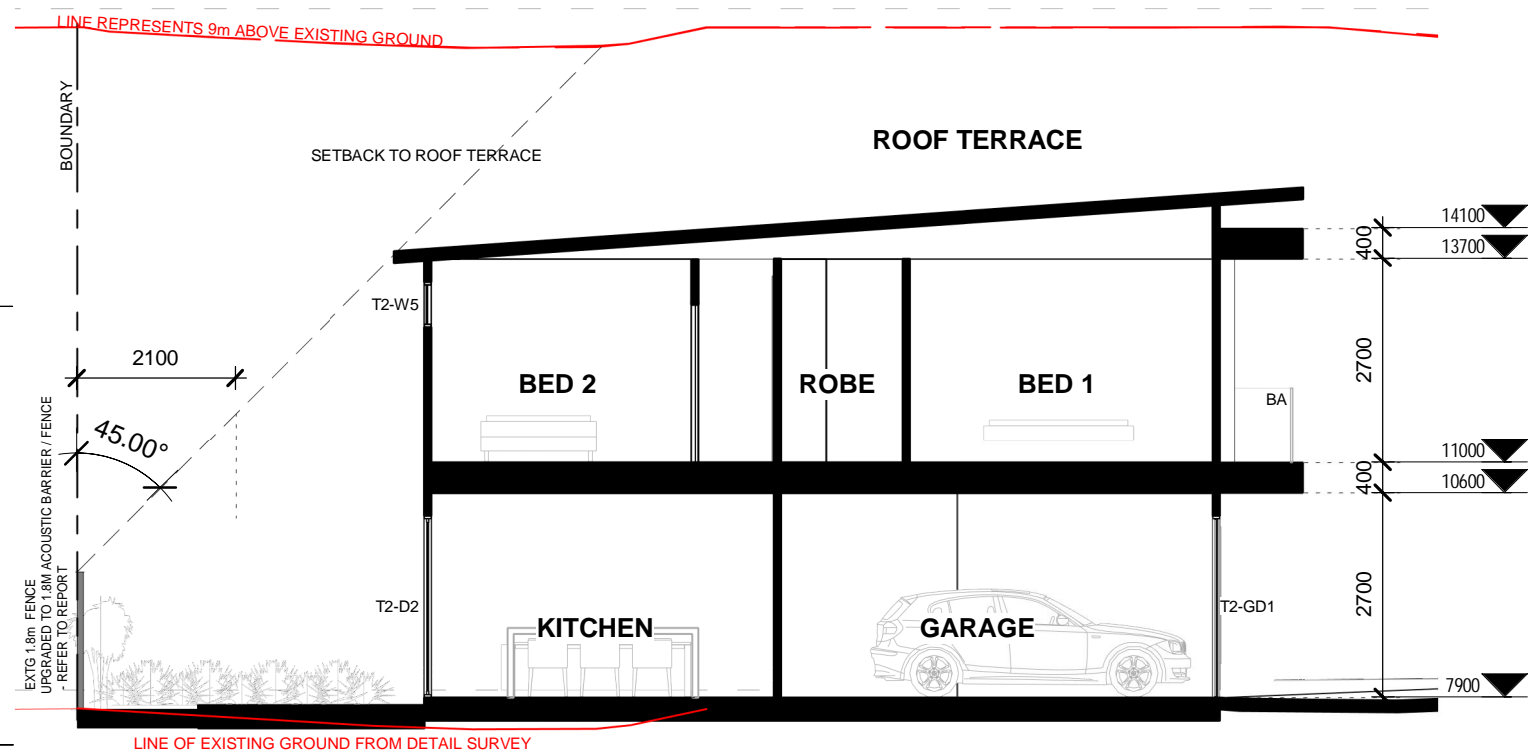 LINE REPRESENTS 9m ABOVE EXISTING GROUND
BOUNDARY
SETBACK TO ROOF TERRACE
ROOF TERRACE
14100
400
13700
T2-W5
2100
2700
BED 2
ROBE
BED 1
BA
45.00°
11000
400
10600
EXTG 1.8m FENCE
UPGRADED TO 1.8M ACOUSTIC BARRIER / FENCE
- REFER TO REPORT
T2-D2
T2-GD1
2700
KITCHEN
GARAGE
7900
LINE OF EXISTING GROUND FROM DETAIL SURVEY